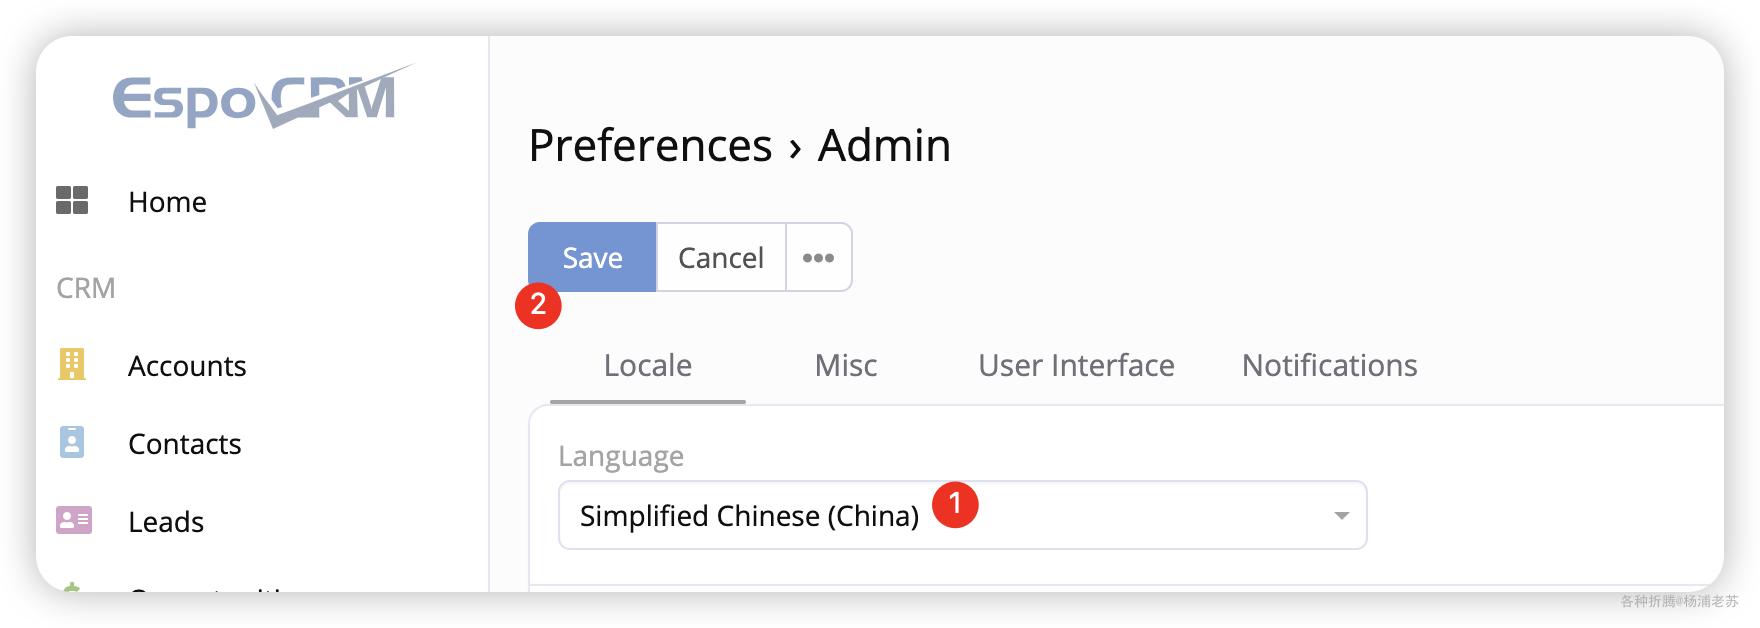 EspoCRM
Home
CRM
Accounts
Contacts
Leads
Preferences › Admin
Save
Cancel
•••
2
Locale
Misc
User Interface
Notifications
Language
Simplified Chinese (China)
1
各种折腾@杨浦老苏